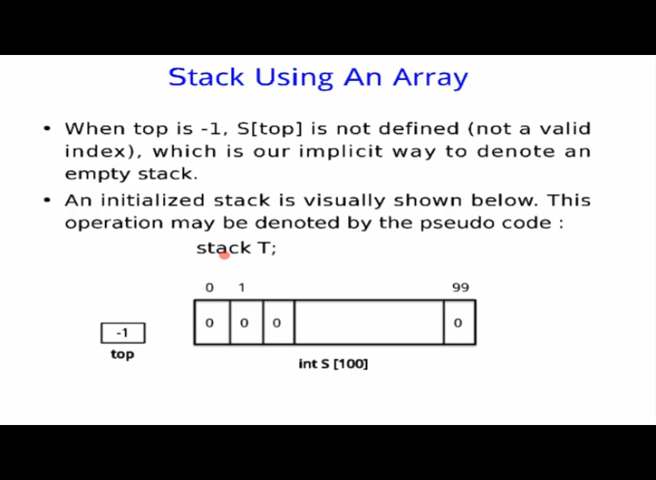 Stack Using An Array
• When top is -1, S[top] is not defined (not a valid
index), which is our implicit way to denote an
empty stack.
• An initialized stack is visually shown below. This
operation may be denoted by the pseudo code :
stack T;
0 1 99
-1 0 0 0 0
top
int S [100]